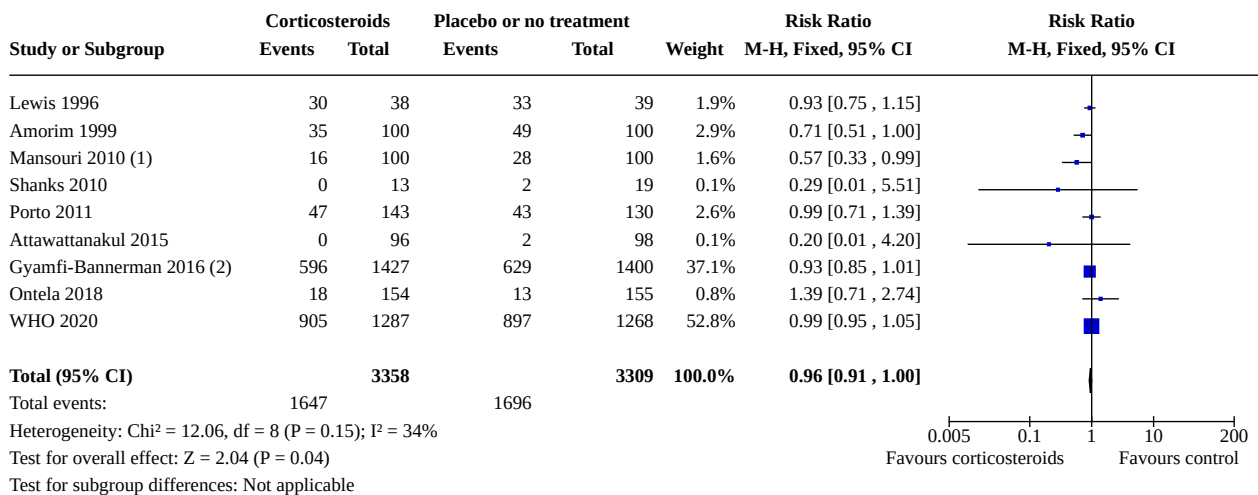 Corticosteroids Placebo or no treatment Risk Ratio Risk Ratio
Study or Subgroup Events Total Events Total Weight M-H, Fixed, 95% CI M-H, Fixed, 95% CI
Lewis 1996 30 38 33 39 1.9% 0.93 [0.75 , 1.15]
Amorim 1999 35 100 49 100 2.9% 0.71 [0.51 , 1.00]
Mansouri 2010 (1) 16 100 28 100 1.6% 0.57 [0.33 , 0.99]
Shanks 2010 0 13 2 19 0.1% 0.29 [0.01 , 5.51]
Porto 2011 47 143 43 130 2.6% 0.99 [0.71 , 1.39]
Attawattanakul 2015 0 96 2 98 0.1% 0.20 [0.01 , 4.20]
Gyamfi-Bannerman 2016 (2) 596 1427 629 1400 37.1% 0.93 [0.85 , 1.01]
Ontela 2018 18 154 13 155 0.8% 1.39 [0.71 , 2.74]
WHO 2020 905 1287 897 1268 52.8% 0.99 [0.95 , 1.05]
Total (95% CI) 3358 3309 100.0% 0.96 [0.91 , 1.00]
Total events: 1647 1696
Heterogeneity: Chi² = 12.06, df = 8 (P = 0.15); I² = 34%
0.005 0.1 1 10 200
Test for overall effect: Z = 2.04 (P = 0.04) Favours corticosteroids Favours control
Test for subgroup differences: Not applicable